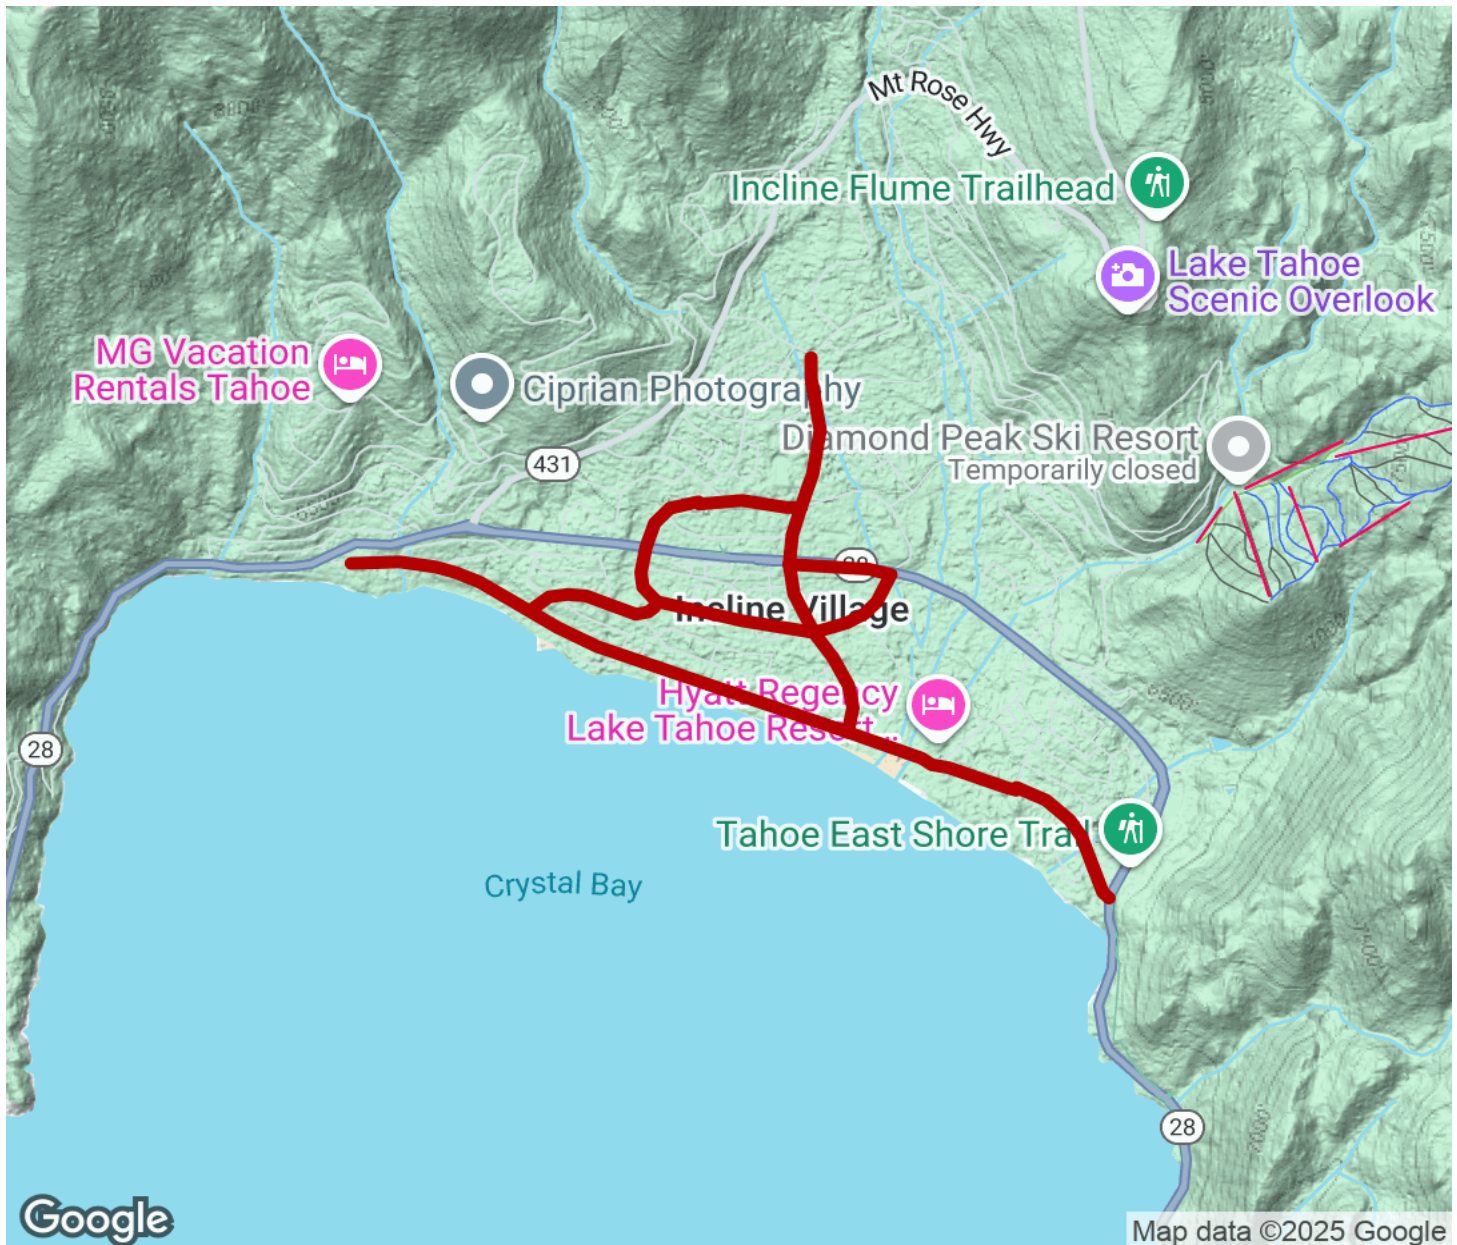 Mt Rose Hwy
Incline Flume Trailhead
Lake Tahoe
Scenic Overlook
MG Vacation
Rentals Tahoe
Ciprian Photography
Diamond Peak Ski Resort
Temporarily closed
431
Incline Village
Hyatt Regency
Lake Tahoe Resort...
28
Tahoe East Shore Trail
Crystal Bay
28
7000'
Google
Map data ©2025 Google